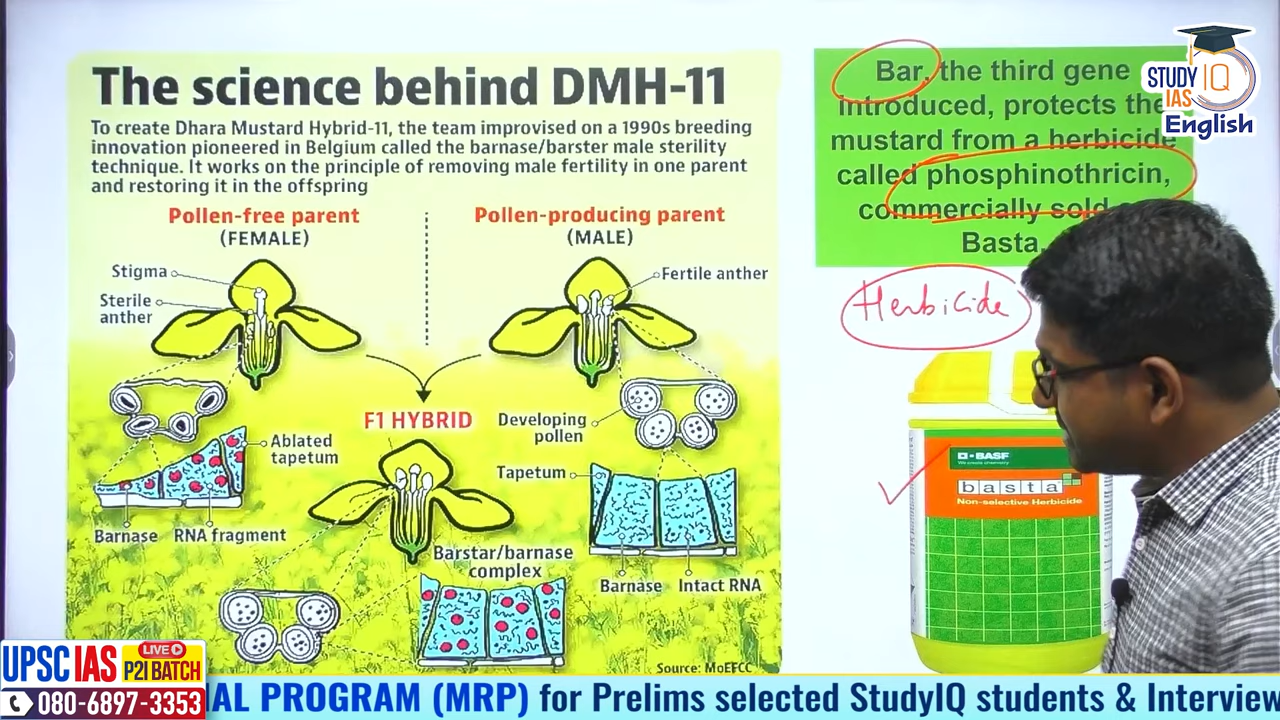 The science behind DMH-11
To create Dhara Mustard Hybrid-11, the team improvised on a 1990s breeding
innovation pioneered in Belgium called the barnase/barster male sterility
technique. It works on the principle of removing male fertility in one parent
and restoring it in the offspring
Pollen-free parent
(FEMALE)
Pollen-producing parent
(MALE)
Stigma
Sterile
anther
Fertile anther
F1 HYBRID
Developing
pollen
Ablated
tapetum
Tapetum
Barnase
RNA fragment
Barstar/barnase
complex
Barnase
Intact RNA
Source: MoEFCC
Bar, the third gene
introduced, protects the
mustard from a herbicide
called phosphinothricin,
commercially sold
Basta.
Herbicide
BASF
We create chemistry
basta
Non-selective Herbicide
STUDY IQ
IAS
English
UPSC IAS
LIVE
P2I BATCH
080-6897-3353
AL PROGRAM (MRP) for Prelims selected StudyIQ students & Interview